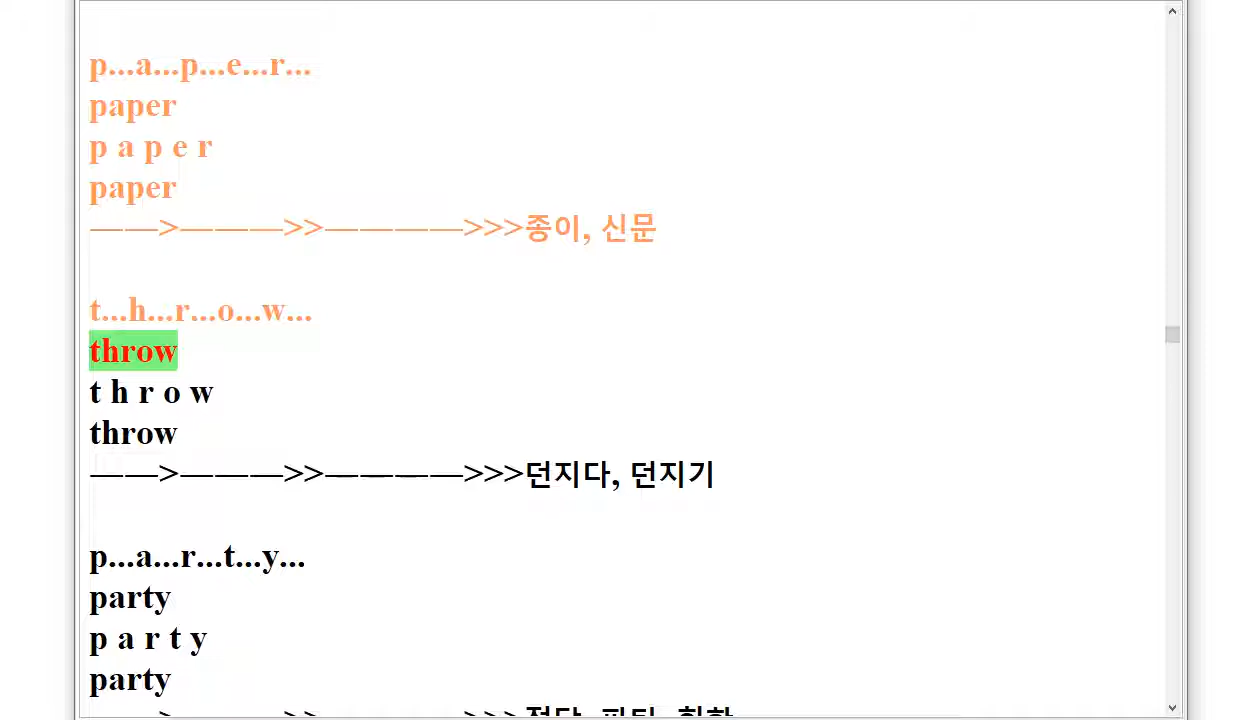 p...a...p...e...r...
paper
p a p e r
paper
——>———>>————>>>종이, 신문
t...h...r...o...w...
throw
t h r o w
throw
——>———>>————>>>던지다, 던지기
p...a...r...t...y...
party
p a r t y
party